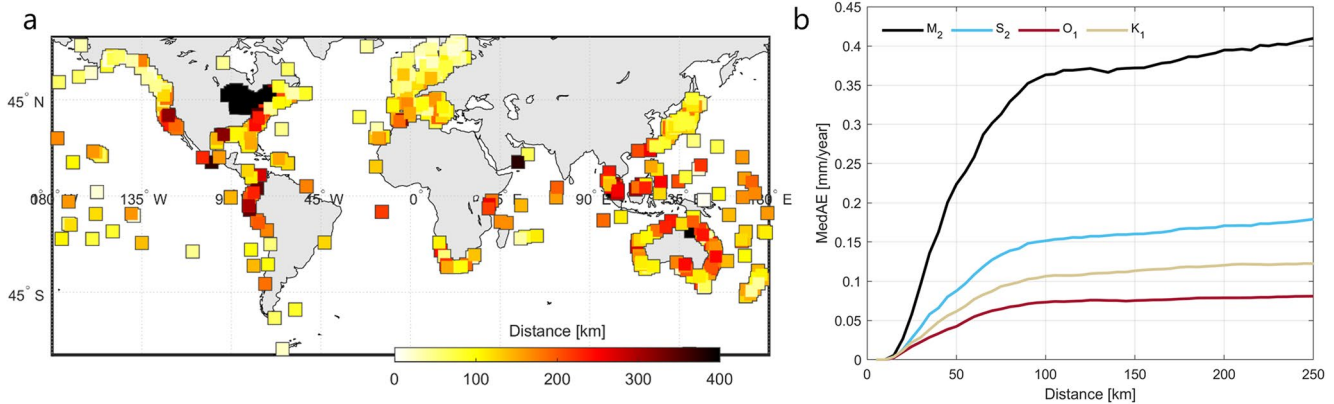 a
45° N
135° W
45° W
0
90° E
45° S
Distance [km]
0 100 200 300 400
b
M2 S2 O1 K1
MedAE [mm/year]
0.45
0.4
0.35
0.3
0.25
0.2
0.15
0.1
0.05
0
0 50 100 150 200 250
Distance [km]